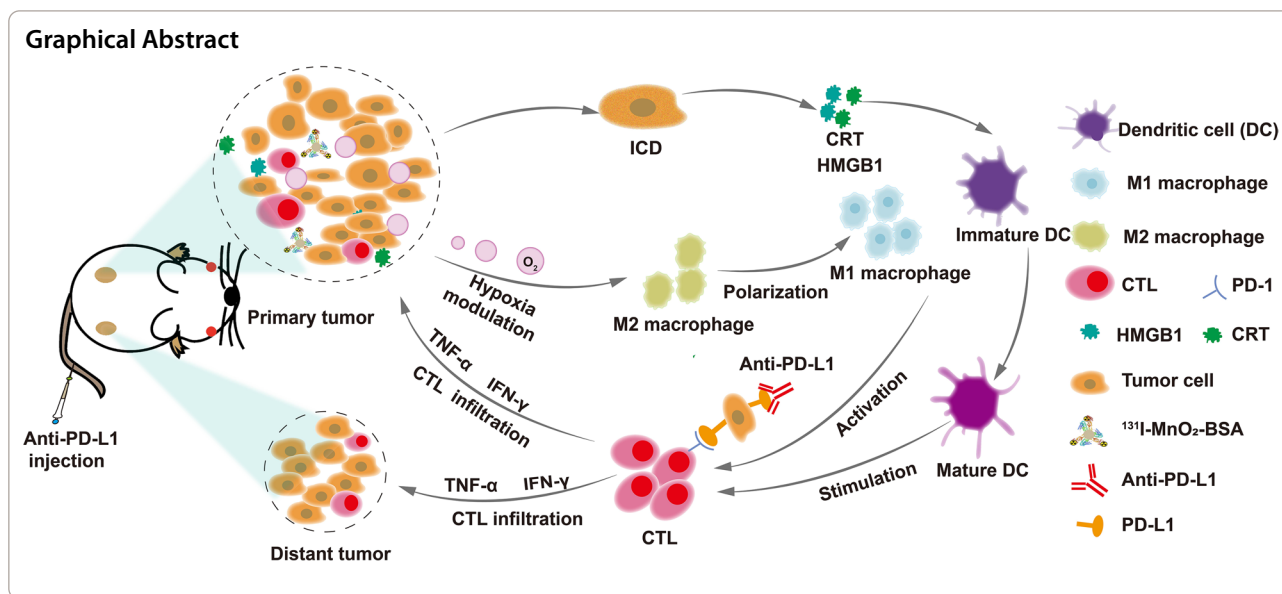 Graphical Abstract
ICD
CRT
HMGB1
Immature DC
Primary tumor
O₂
Hypoxia
modulation
M2 macrophage
Polarization
M1 macrophage
Anti-PD-L1
injection
TNF-α IFN-γ
CTL infiltration
TNF-α IFN-γ
CTL infiltration
Distant tumor
Anti-PD-L1
CTL
Activation
Stimulation
Mature DC
Dendritic cell (DC)
M1 macrophage
M2 macrophage
CTL
PD-1
HMGB1
CRT
Tumor cell
¹³¹I-MnO₂-BSA
Anti-PD-L1
PD-L1